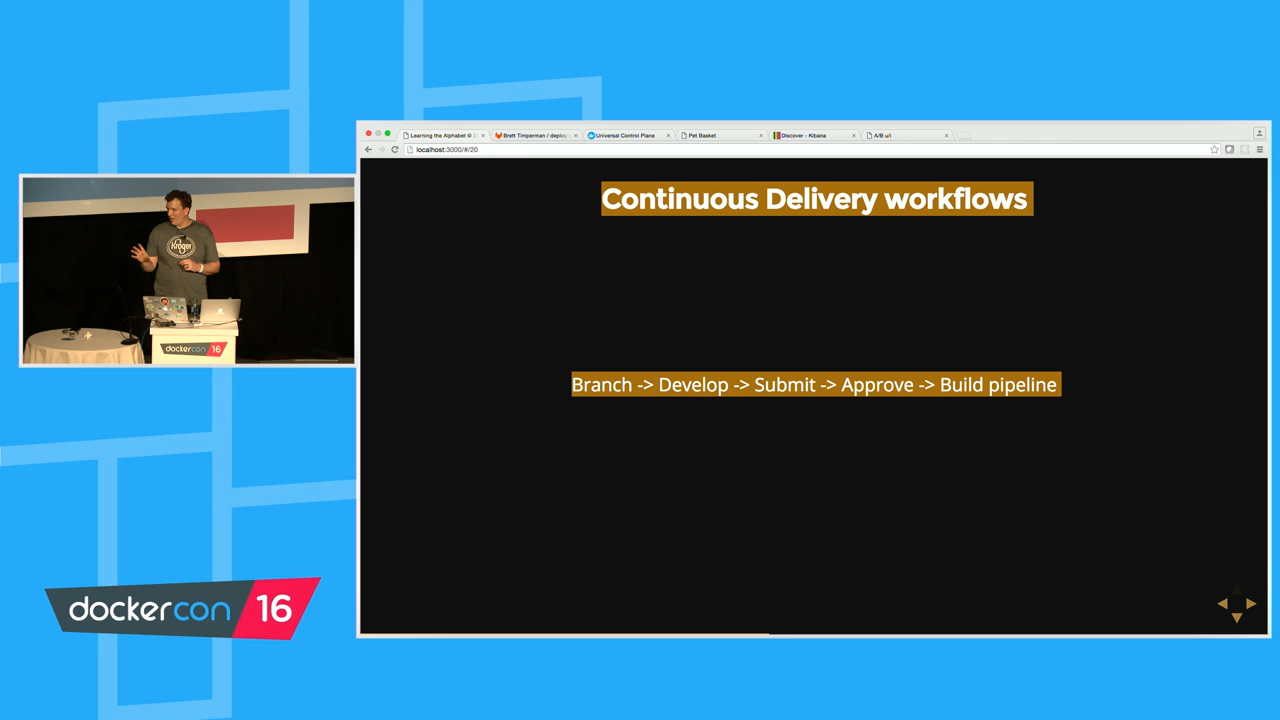 Learning the Alphabet @ D
Brett Timperman / deploy-
Universal Control Plane
Pet Basket
Discover - Kibana
A/B u/i
localhost:3000/#/20
Continuous Delivery workflows
Kroger
Branch -> Develop -> Submit -> Approve -> Build pipeline
dockercon 16
dockercon 16